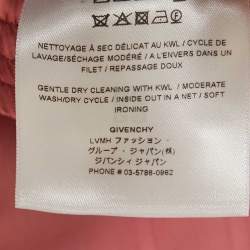 NETTOYAGE À SEC DÉLICAT AU KWL / CYCLE DE
LAVAGE/SÉCHAGE MODÉRÉ / A L'ENVERS DANS UN
FILET / REPASSAGE DOUX
GENTLE DRY CLEANING WITH KWL / MODERATE
WASH/DRY CYCLE / INSIDE OUT IN A NET / SOFT
IRONING
GIVENCHY
LVMH ファッション・
グループ・ジャパン(株)
ジバンシィ ジャパン
PHONE # 03-5786-0962